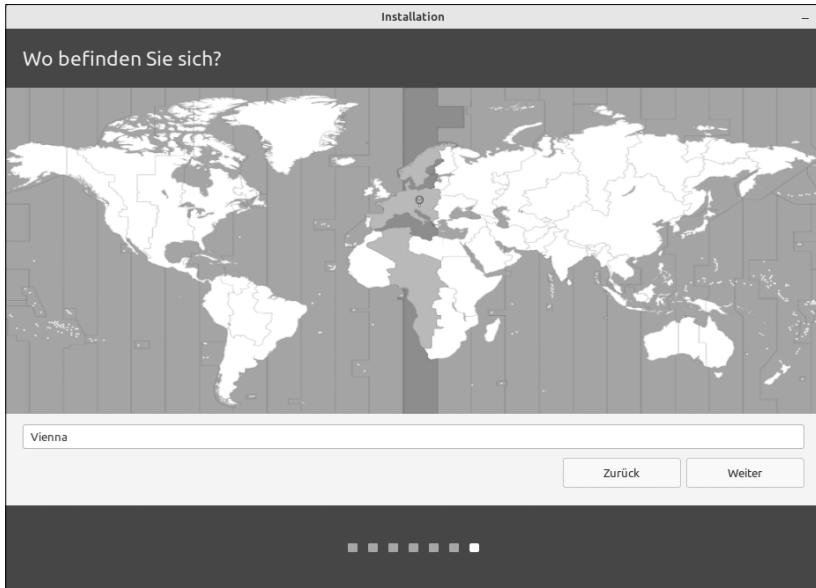 Installation
Wo befinden Sie sich?
Vienna
Zurück
Weiter